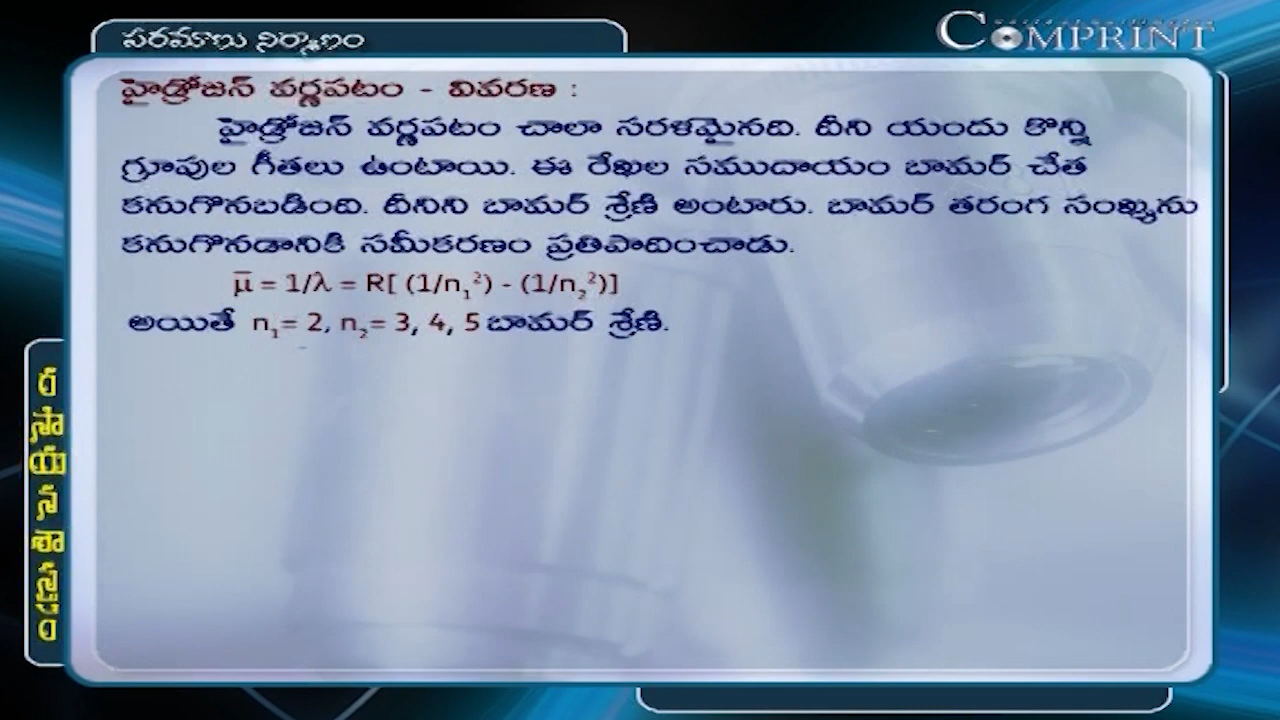 పరమాణు నిర్మాణం
COMPRINT
హైడ్రోజన్ వర్ణపటం - వివరణ :
హైడ్రోజన్ వర్ణపటం చాలా సరళమైనది. దీని యందు కొన్ని
గ్రూపుల గీతలు ఉంటాయి. ఈ రేఖల సముదాయం బామర్ చేత
కనుగొనబడింది. దీనిని బామర్ శ్రేణి అంటారు. బామర్ తరంగ సంఖ్యను
కనుగొనడానికి సమీకరణం ప్రతిపాదించాడు.
μ̅ = 1/λ = R[ (1/n₁²) - (1/n₂²)]
అయితే n₁= 2, n₂= 3, 4, 5 బామర్ శ్రేణి.
రసాయనశాస్త్రం